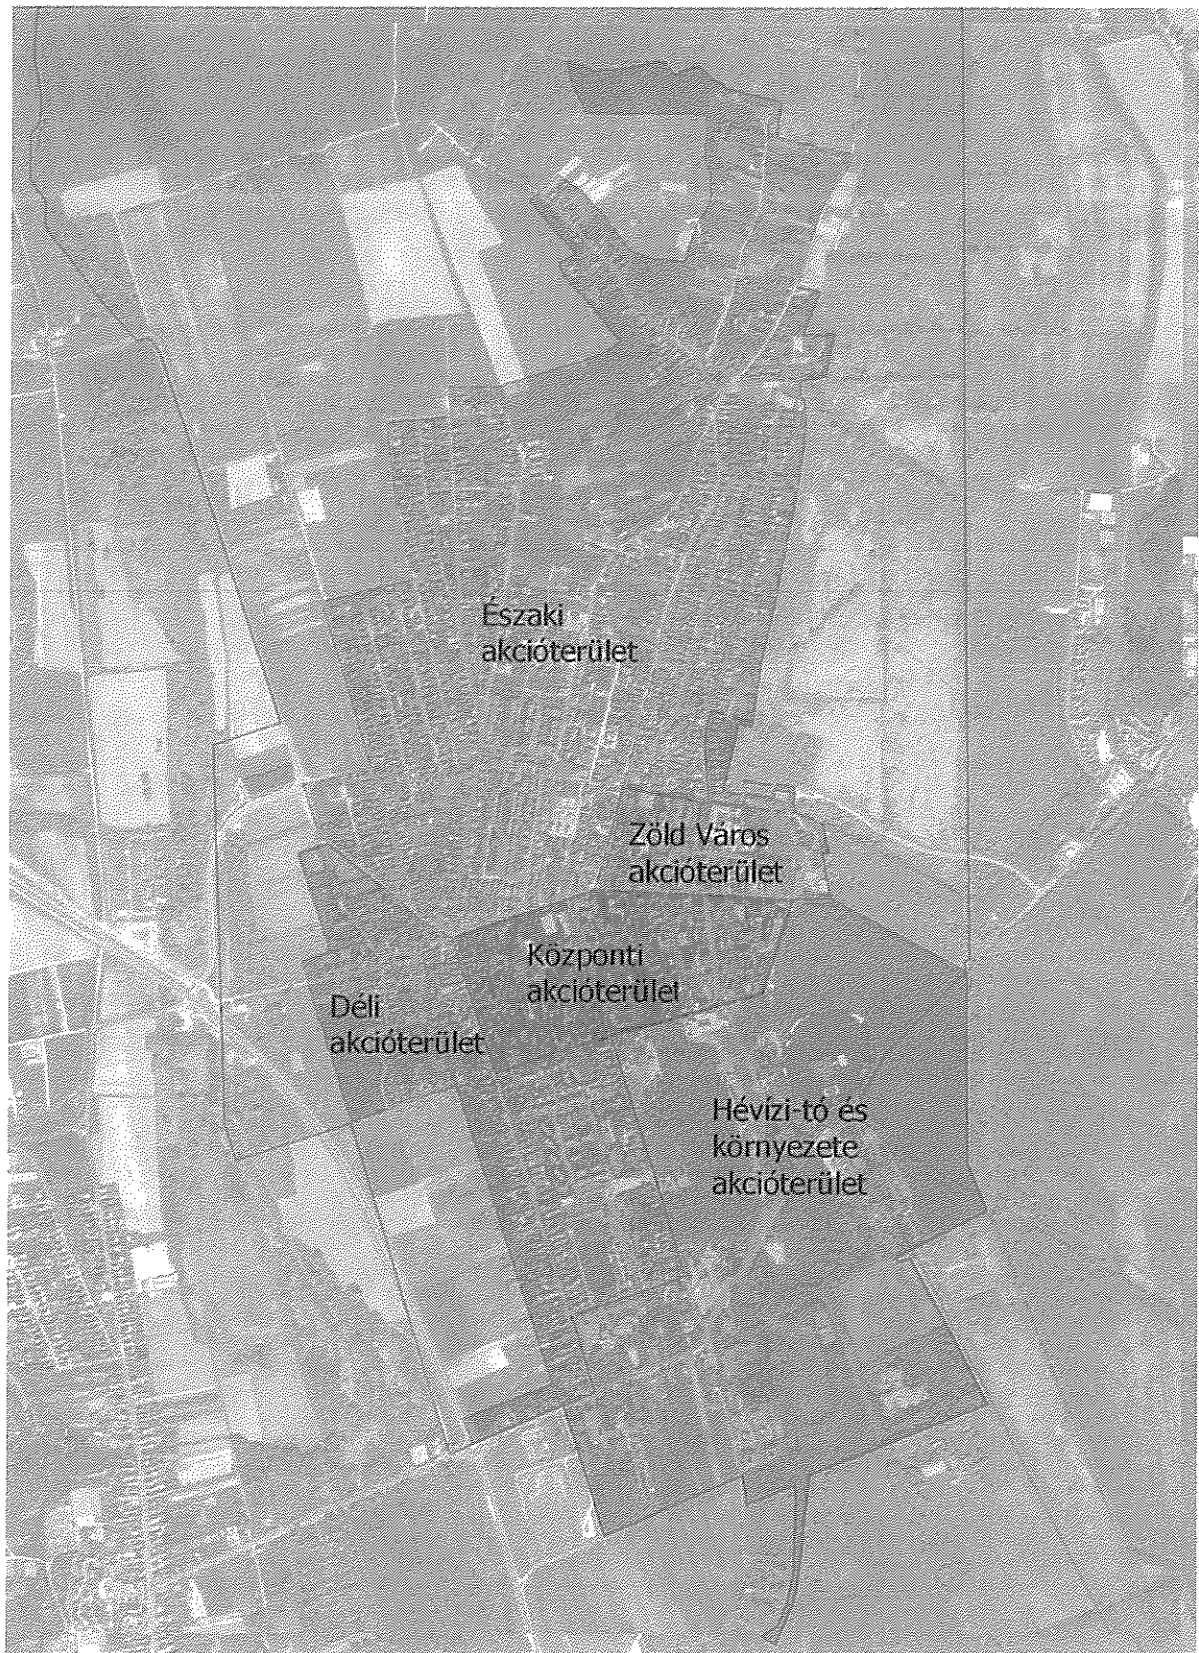 Északi
akcióterület
Zöld Város
akcióterület
Központi
akcióterület
Déli
akcióterület
Hévízi-tó és
környezete
akcióterület